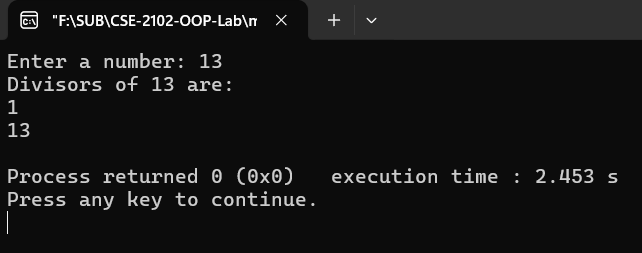 "F:\SUB\CSE-2102-OOP-Lab\m
Enter a number: 13
Divisors of 13 are:
1
13
Process returned 0 (0x0)   execution time : 2.453 s
Press any key to continue.